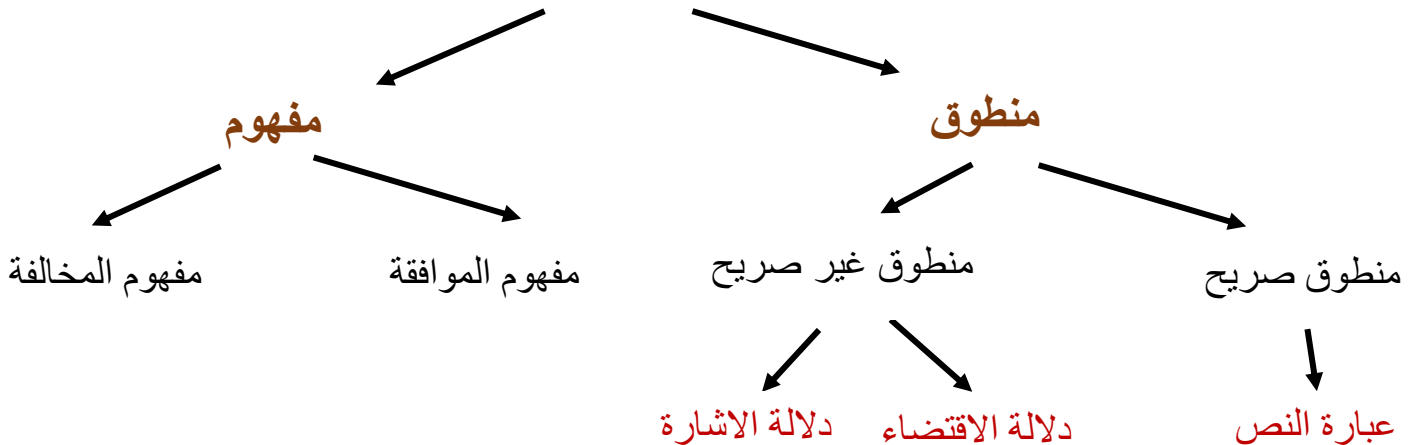 منطوق
مفهوم
منطوق صريح
منطوق غير صريح
مفهوم الموافقة
مفهوم المخالفة
عبارة النص
دلالة الاقتضاء
دلالة الاشارة